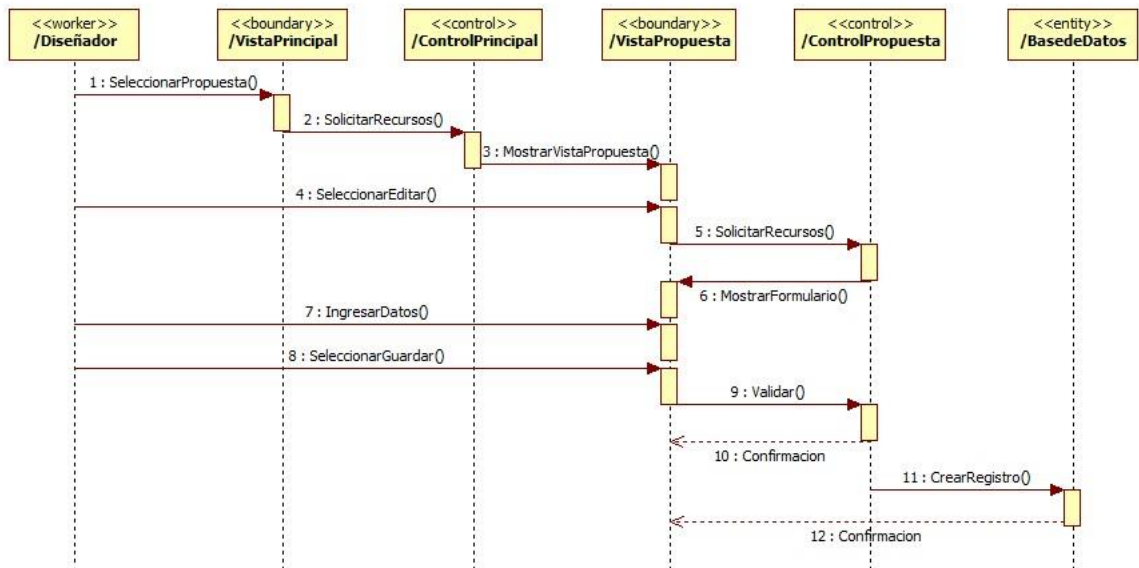 <<worker>>
/Diseñador
<<boundary>>
/VistaPrincipal
<<control>>
/ControlPrincipal
<<boundary>>
/VistaPropuesta
<<control>>
/ControlPropuesta
<<entity>>
/BasedeDatos
1 : SeleccionarPropuesta()
2 : SolicitarRecursos()
3 : MostrarVistaPropuesta()
4 : SeleccionarEditar()
5 : SolicitarRecursos()
6 : MostrarFormulario()
7 : IngresarDatos()
8 : SeleccionarGuardar()
9 : Validar()
10 : Confirmacion
11 : CrearRegistro()
12 : Confirmacion